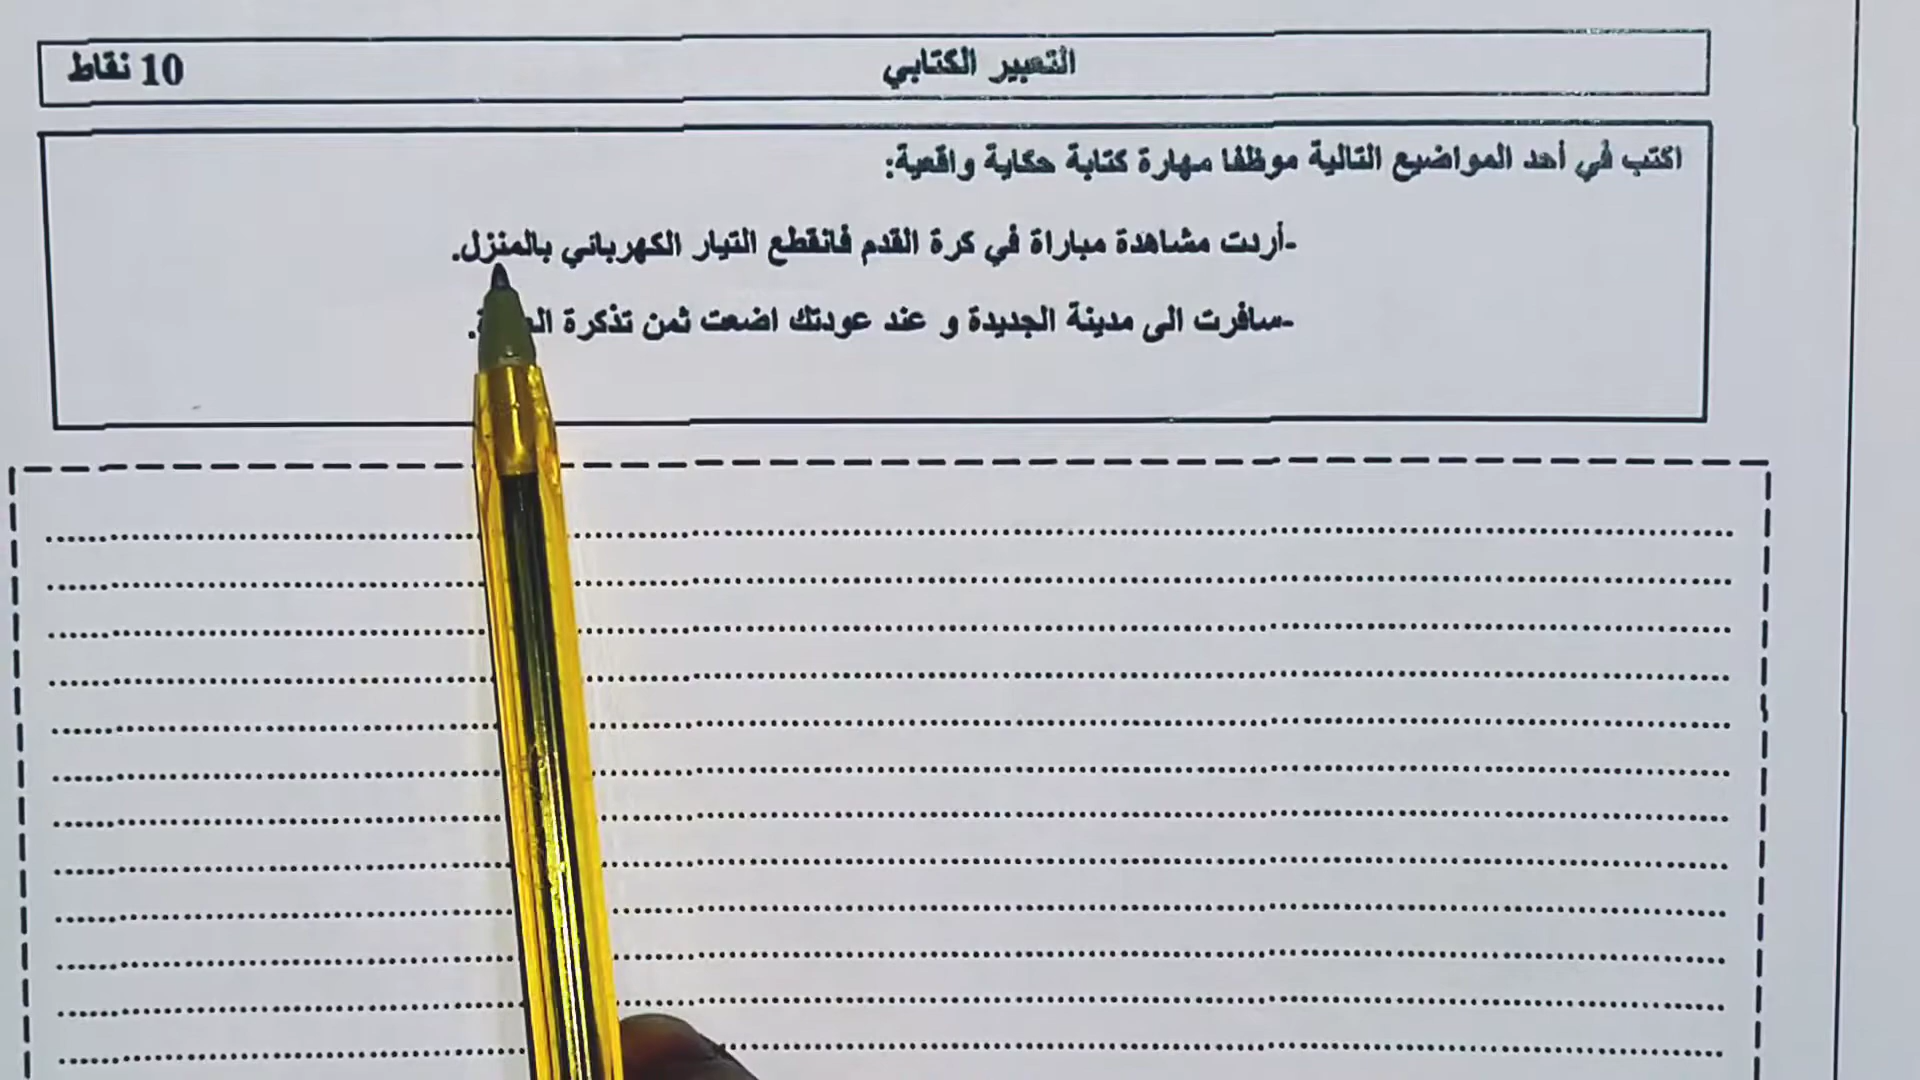 التعبير الكتابي
10 نقاط
اكتب في أحد المواضيع التالية موظفا مهارة كتابة حكاية واقعية:
-أردت مشاهدة مباراة في كرة القدم فانقطع التيار الكهربائي بالمنزل.
-سافرت الى مدينة الجديدة و عند عودتك اضعت ثمن تذكرة